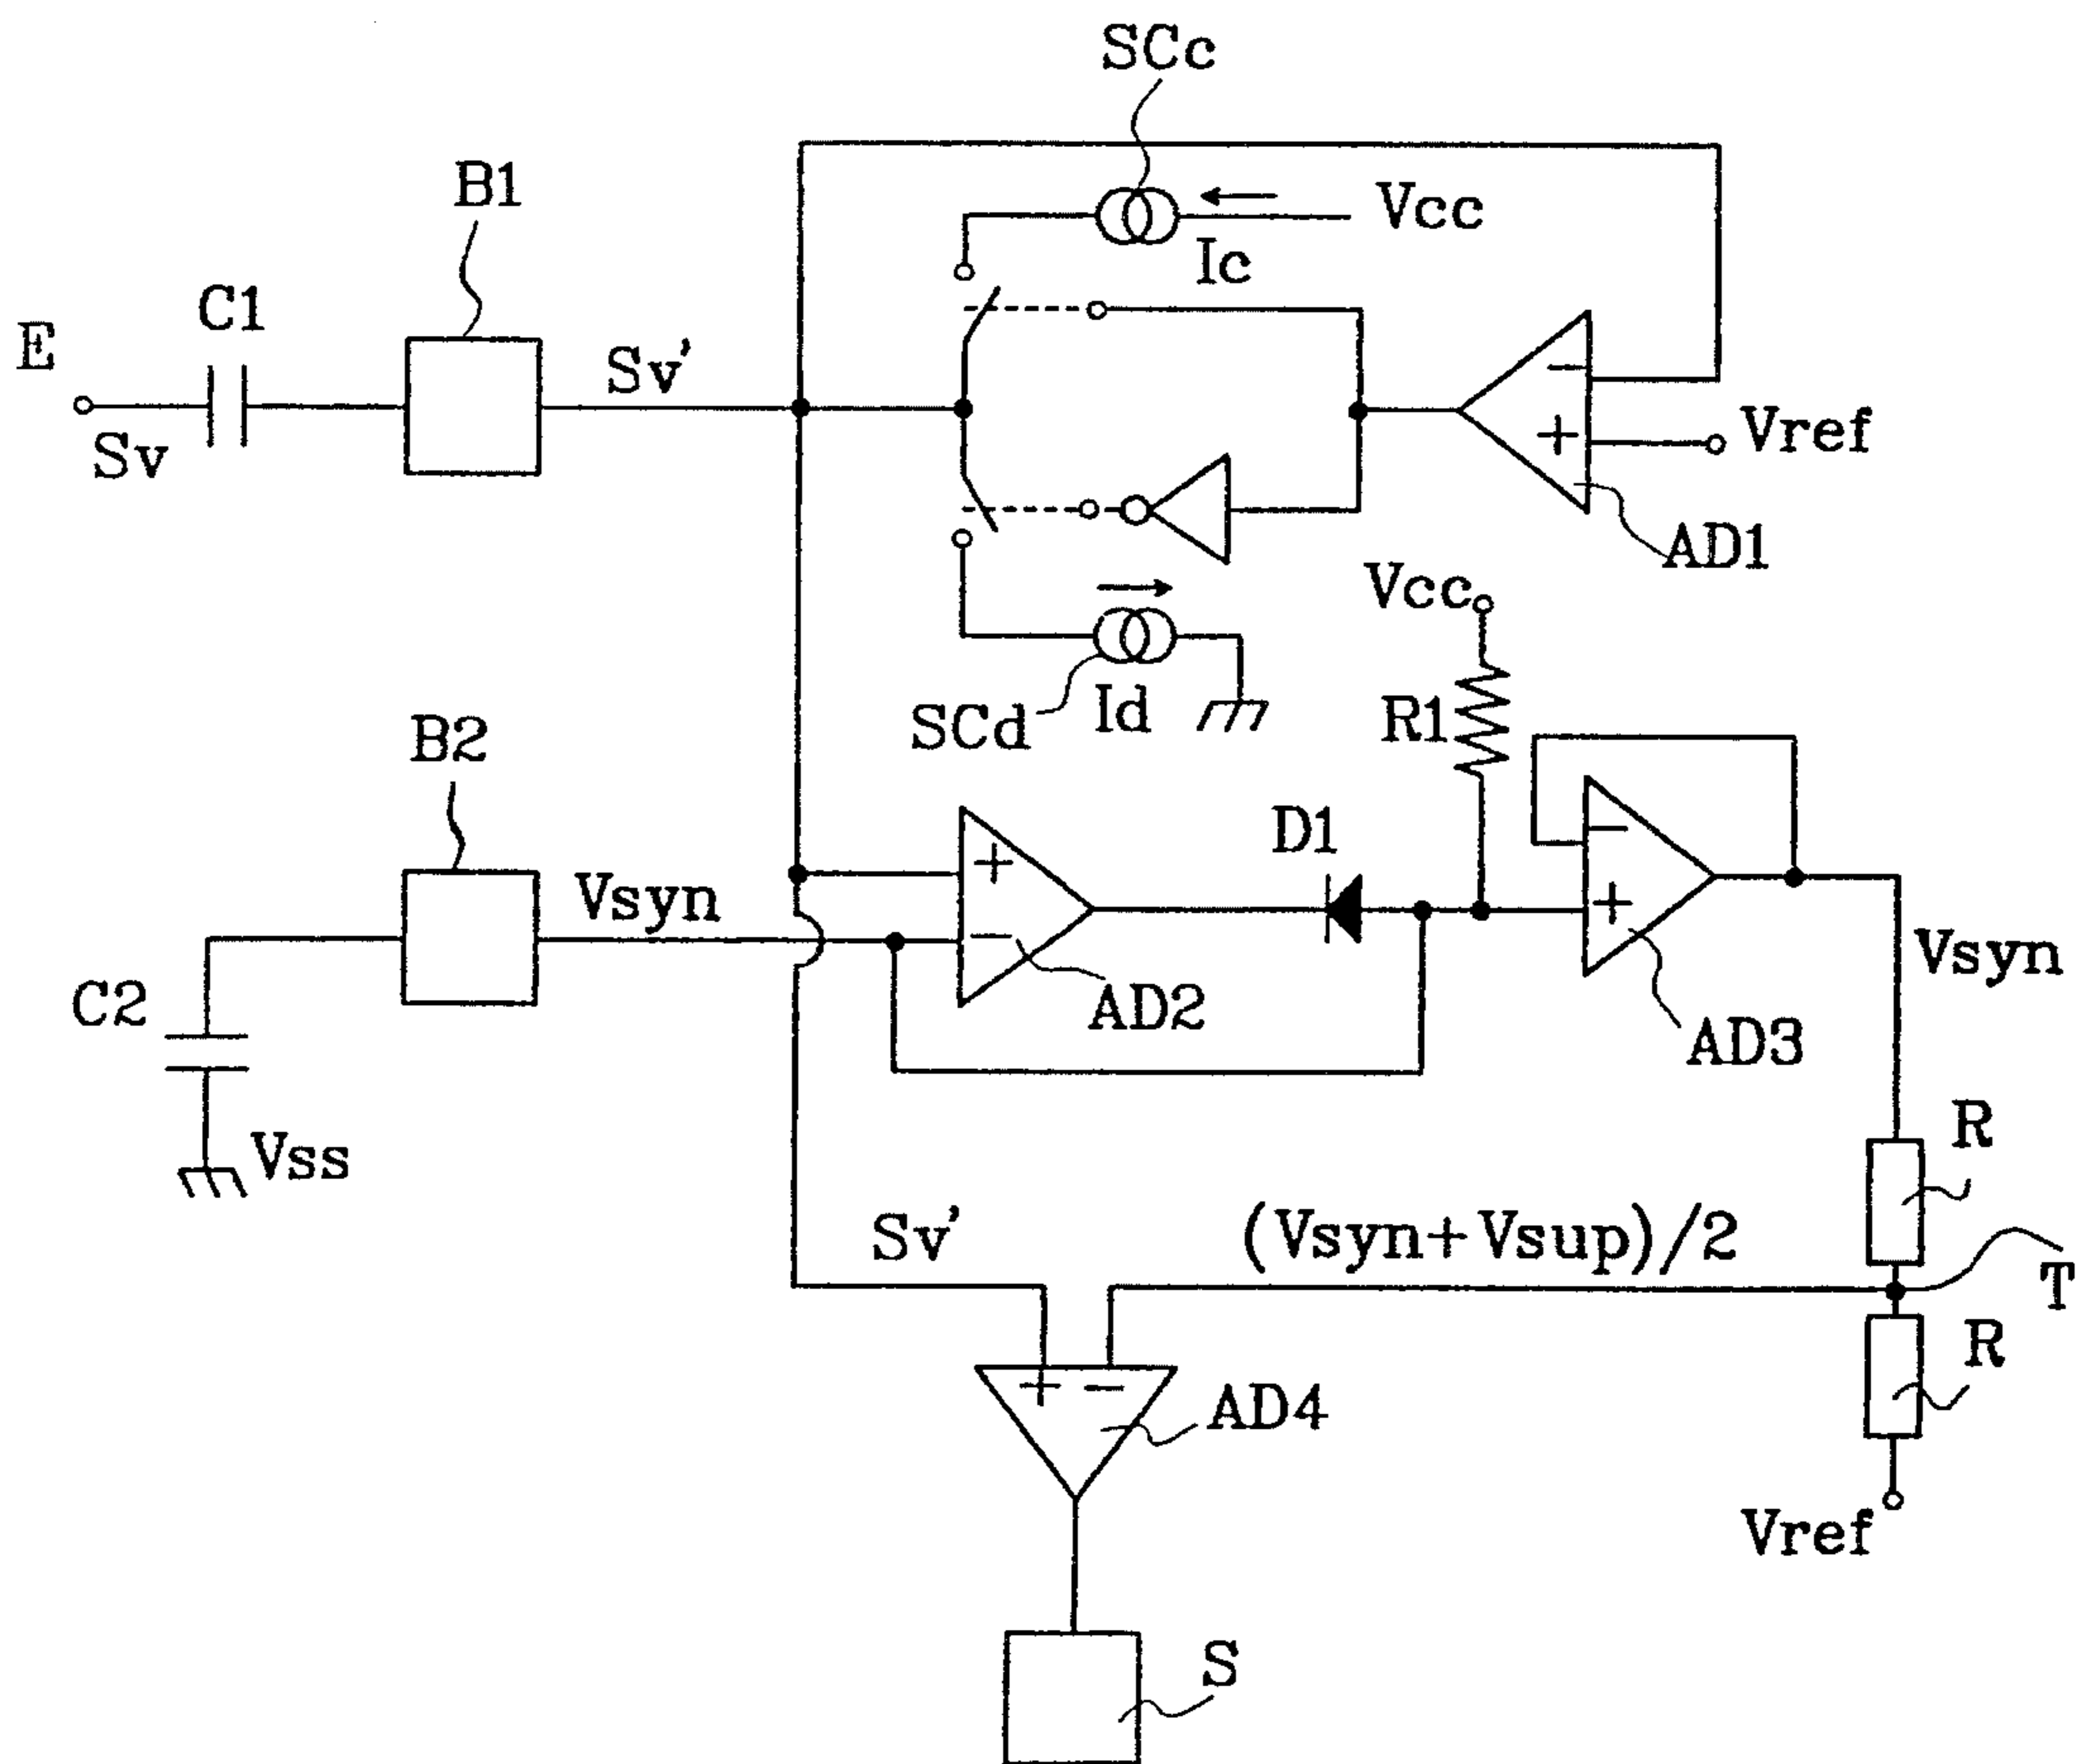 SCc
B1
Vcc
Ic
C1
E
Sv'
Sv
-
+
Vref
AD1
Vcc
Id
SCd
R1
B2
D1
Vsyn
+
-
-
+
Vsyn
C2
AD2
AD3
Vss
R
Sv'
(Vsyn+Vsup)/2
T
R
+ -
AD4
Vref
S